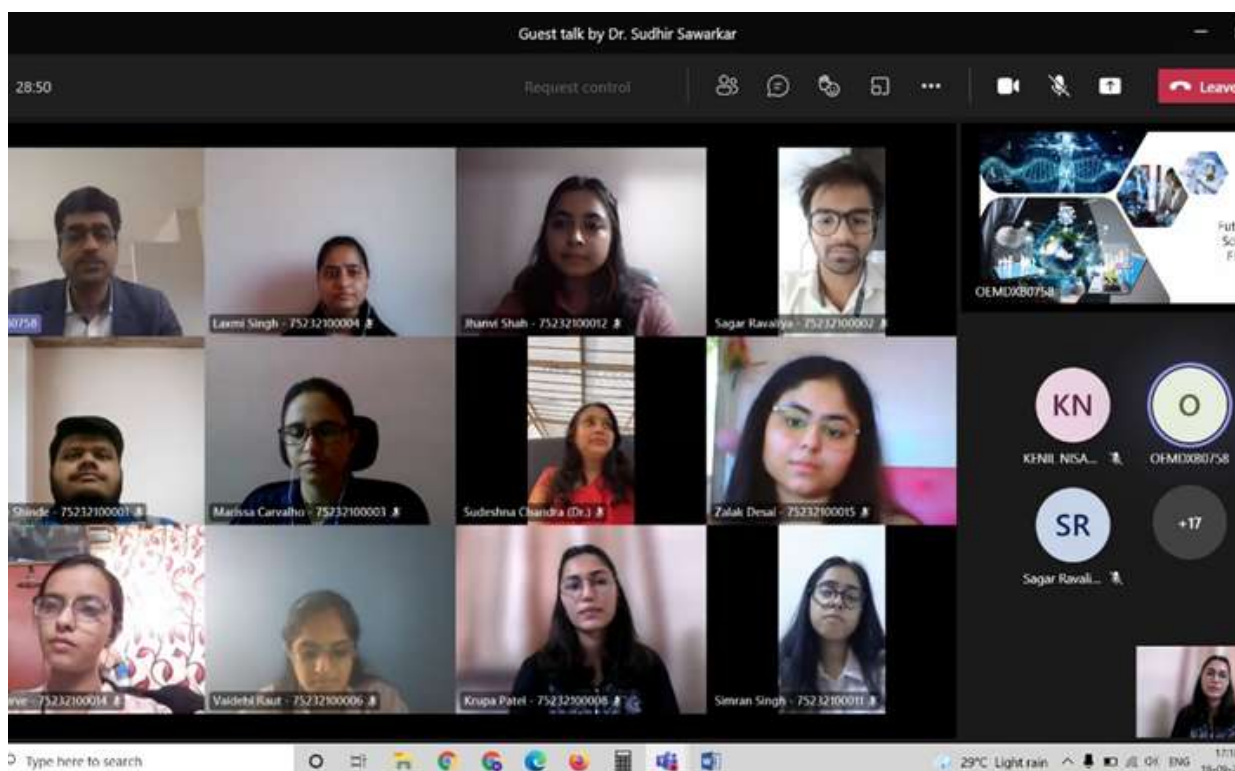 Guest talk by Dr. Sudhir Sawarkar
28:50
Request control
Leave
OEMDXB0758
Laxmi Singh - 75232100004
Jhanvi Shah - 75232100012
Sagar Ravaliya - 75232100002
Shinde - 75232100001
Marissa Carvalho - 75232100003
Sudeshna Chandra (Dr.)
Zalak Desai - 75232100015
KN
O
KENIL NISA...
OEMDXB0758
SR
+17
Sagar Ravali...
75232100014
Vaidehi Raut - 75232100006
Krupa Patel - 75232100008
Simran Singh - 75232100011
Type here to search
29°C Light rain
ENG